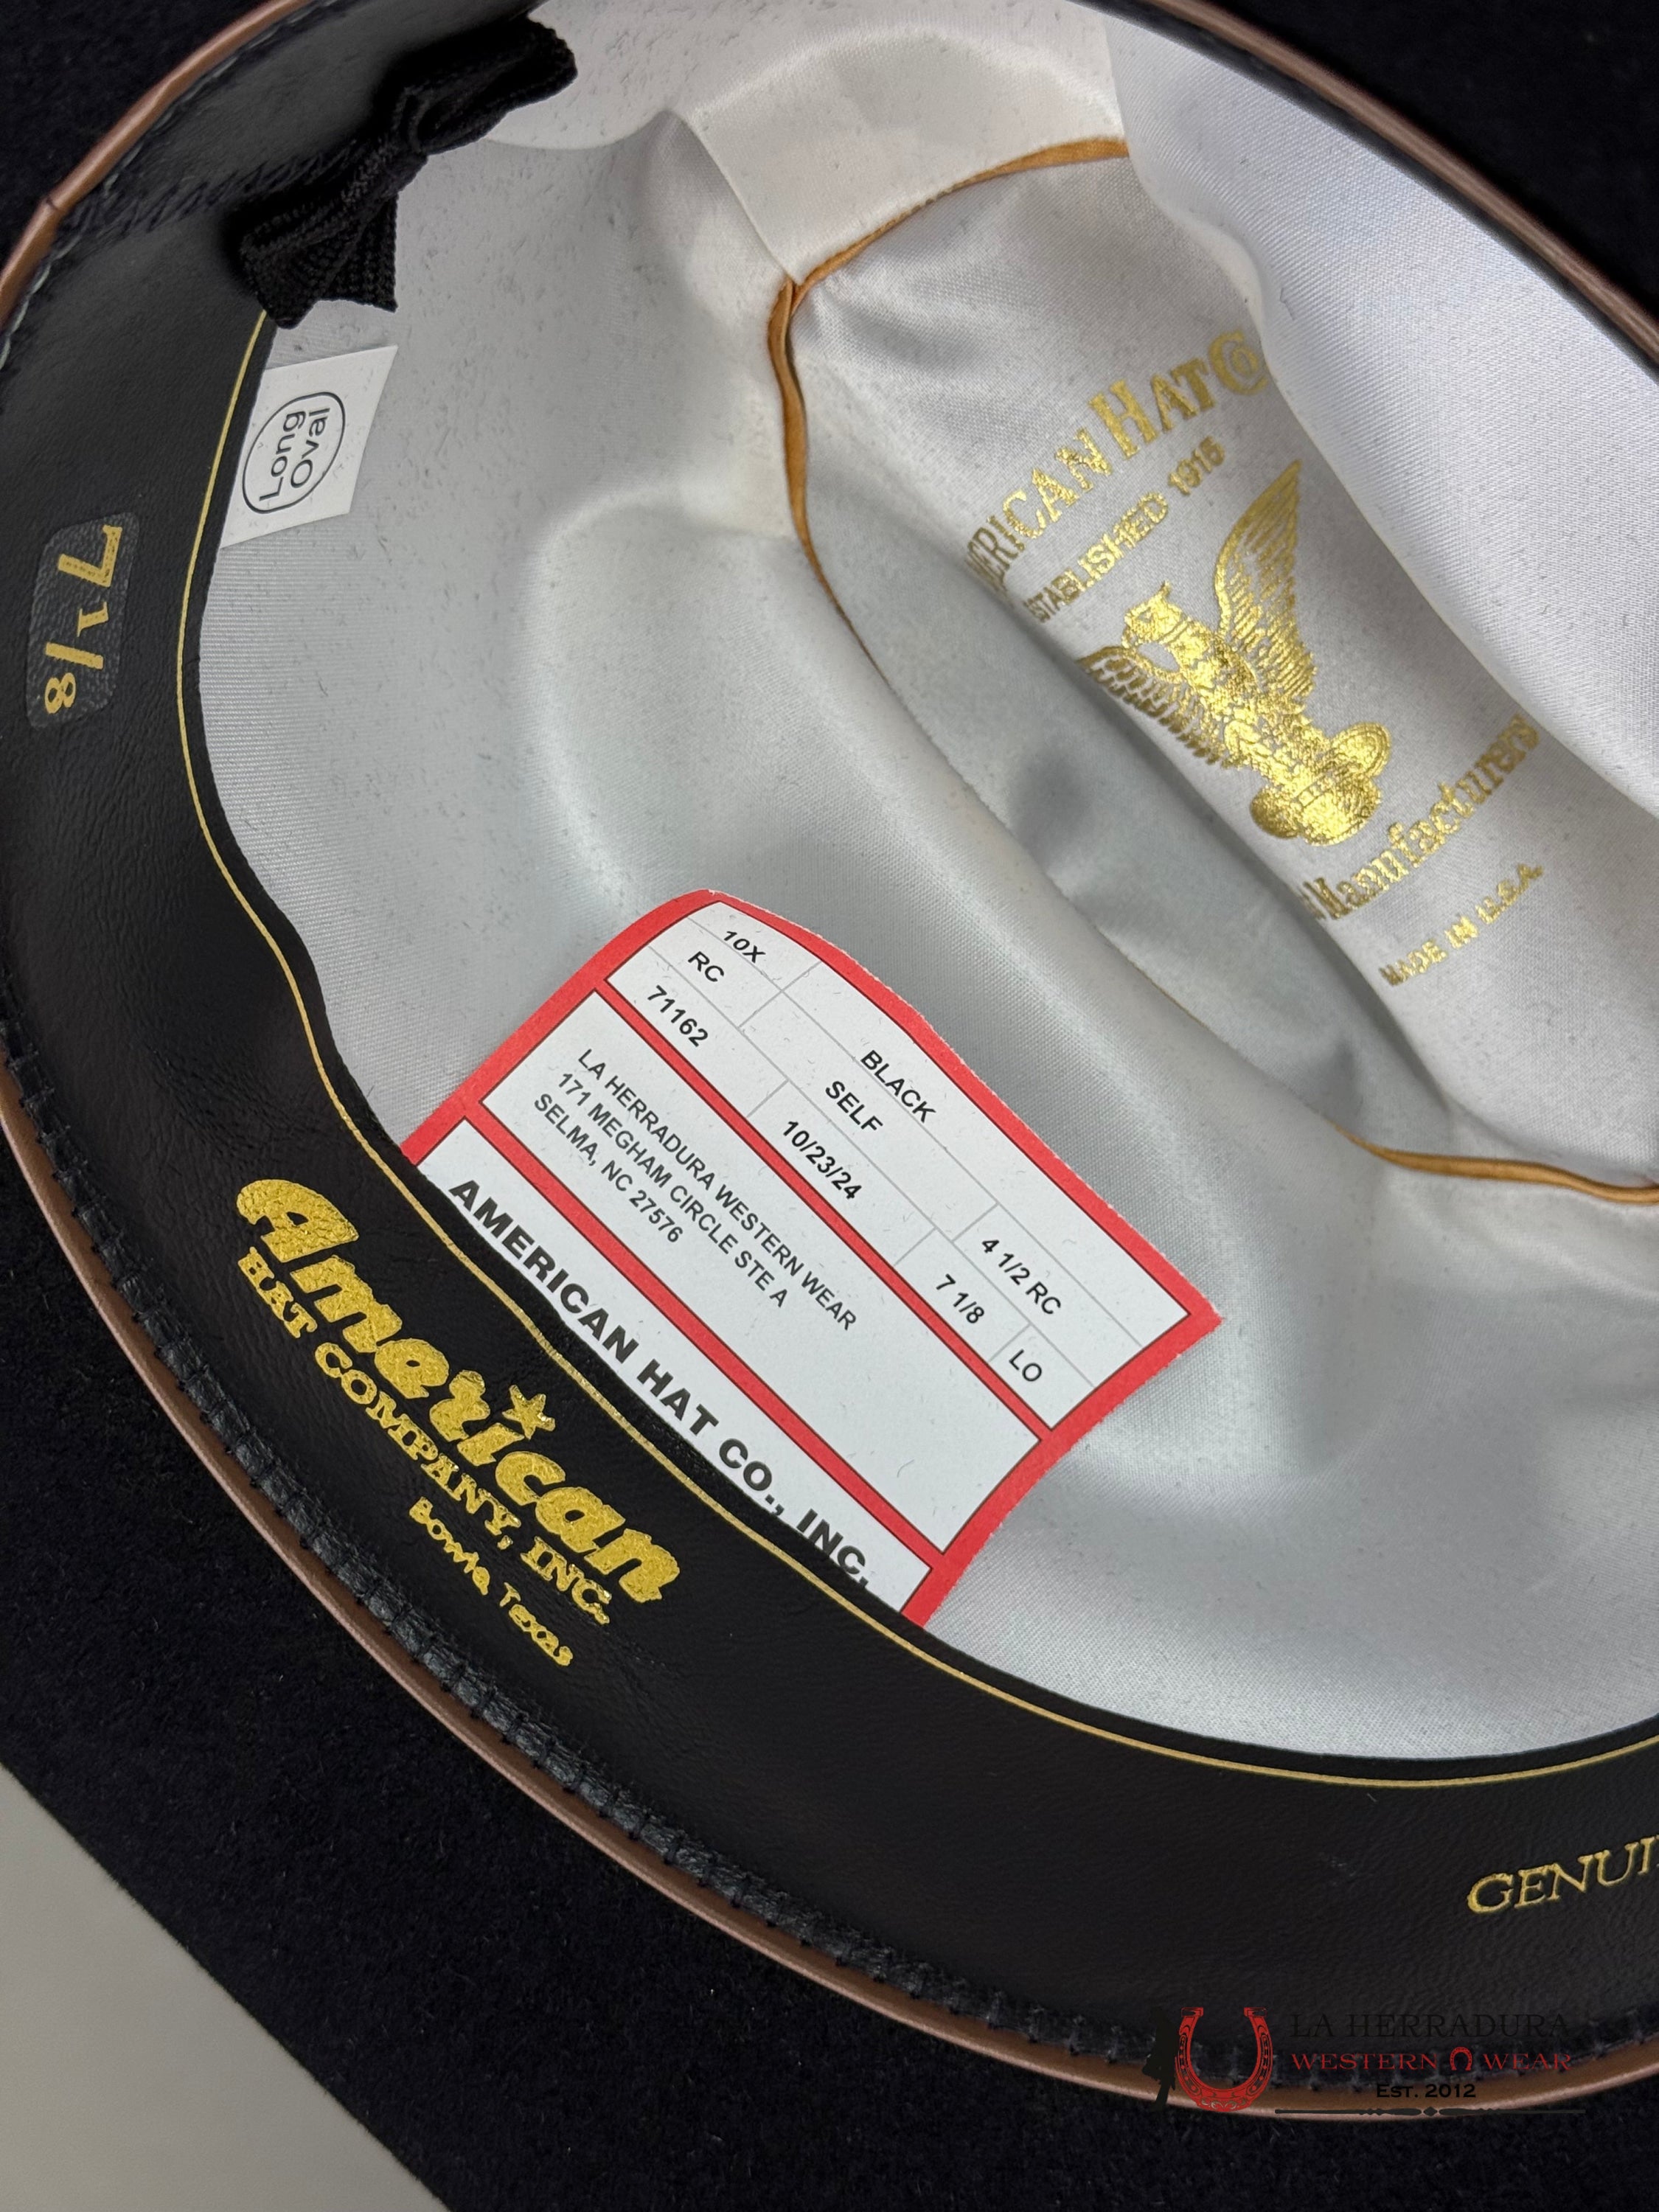 Long
Oval
7 1/8
AMERICAN HAT CO
ESTABLISHED 1915
Manufacturers
MADE IN U.S.A.
10X BLACK 4 1/2 RC
RC SELF 7 1/8 LO
71162 10/23/24
LA HERRADURA WESTERN WEAR
171 MEGHAM CIRCLE STE A
SELMA, NC 27576
AMERICAN HAT CO., INC.
American
HAT COMPANY, INC.
Bowie, Texas
LA HERRADURA
WESTERN WEAR
EST. 2012